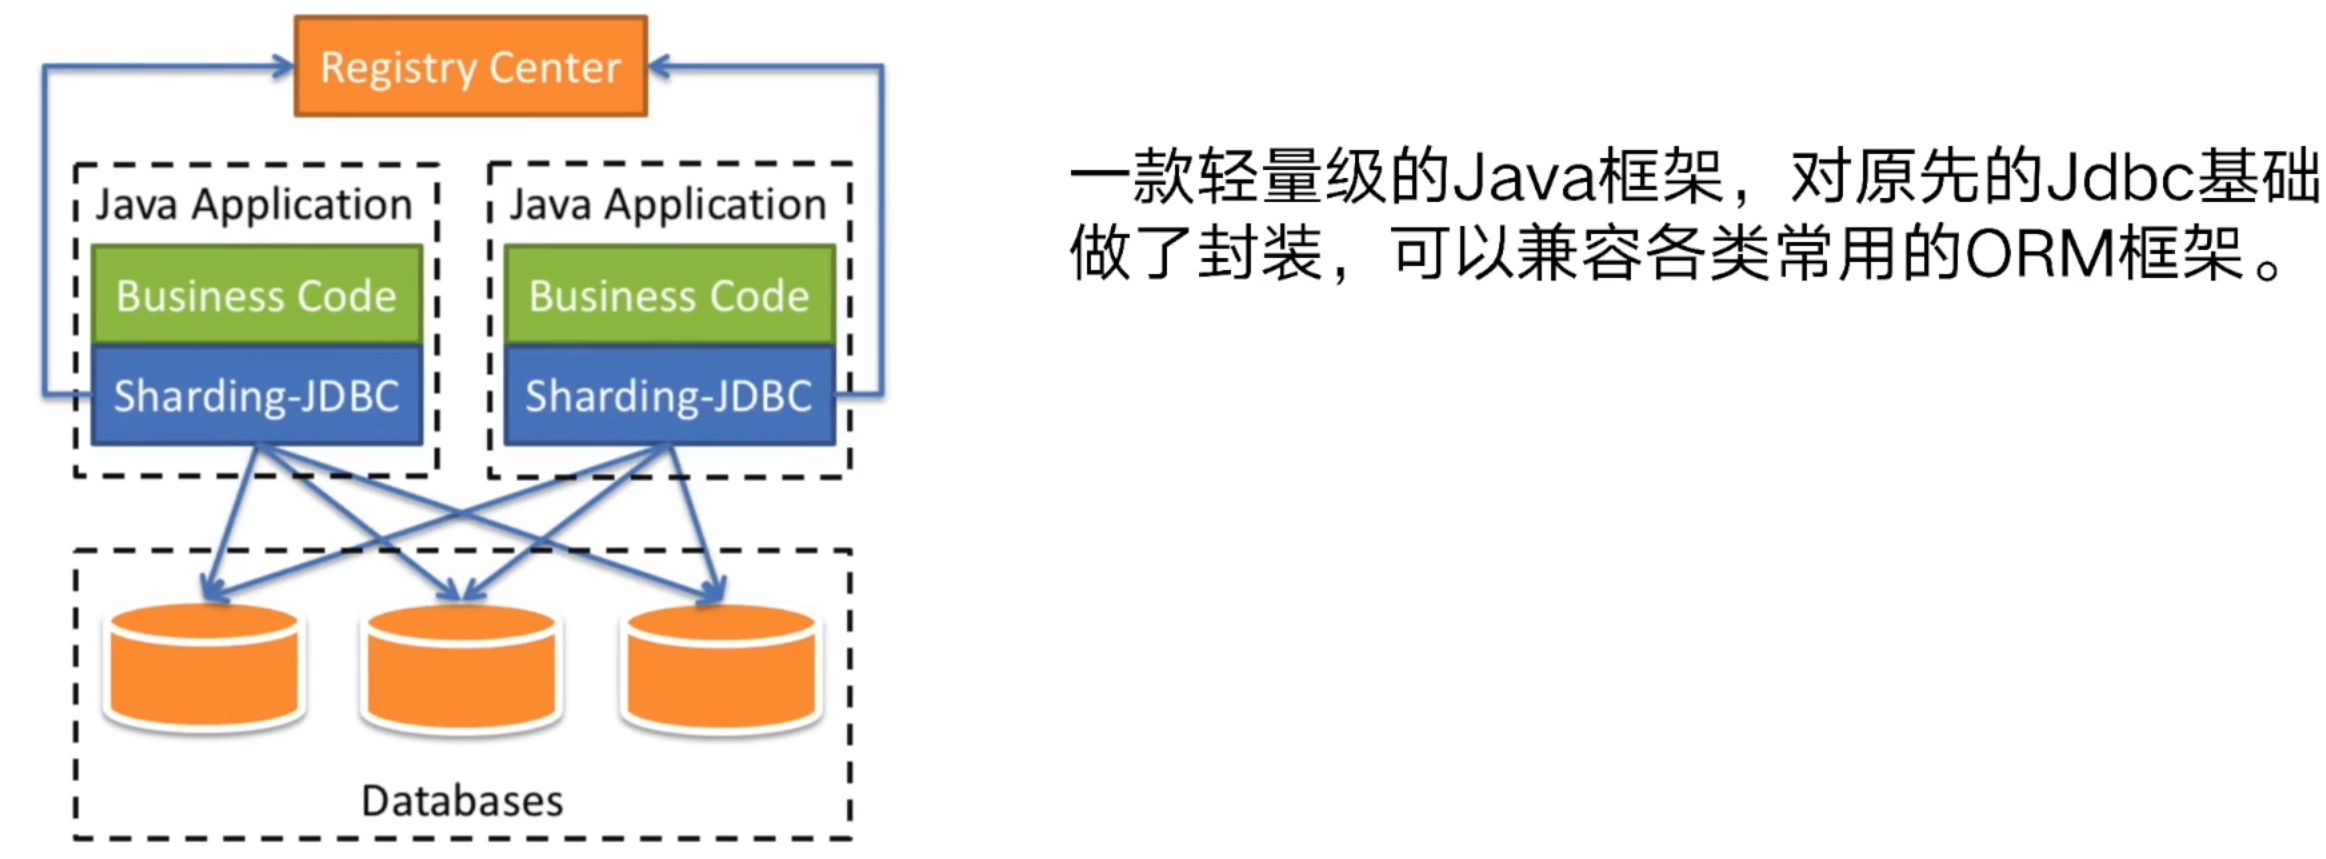 Registry Center
Java Application
Business Code
Sharding-JDBC
Java Application
Business Code
Sharding-JDBC
Databases
一款轻量级的Java框架，对原先的Jdbc基础
做了封装，可以兼容各类常用的ORM框架。